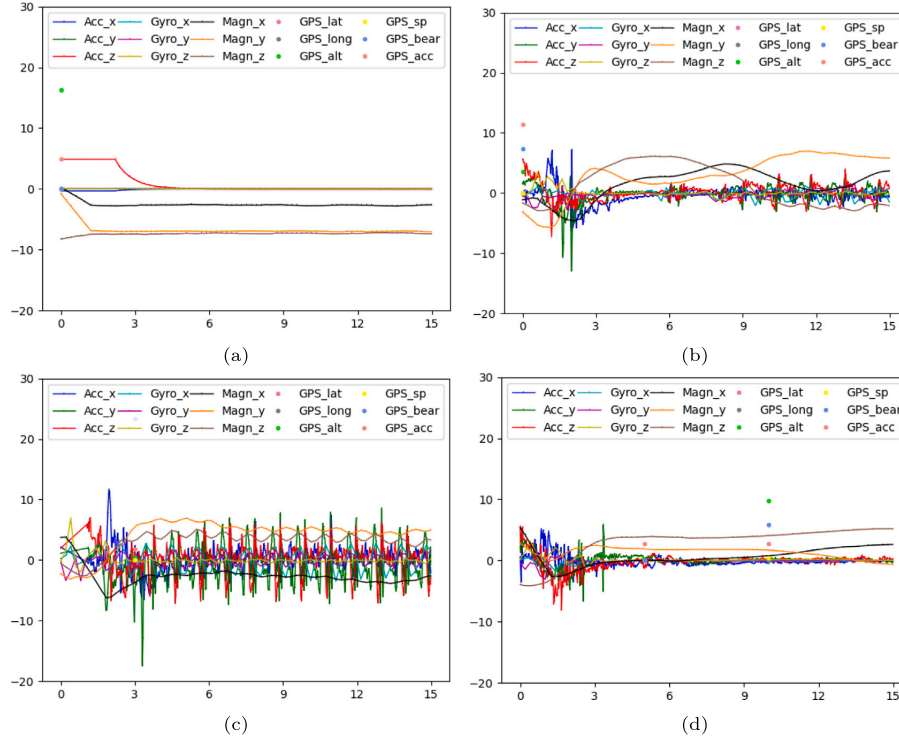 30
Acc_x Gyro_x Magn_x GPS_lat GPS_sp
Acc_y Gyro_y Magn_y GPS_long GPS_bear
Acc_z Gyro_z Magn_z GPS_alt GPS_acc
20
10
0
−10
−20
0 3 6 9 12 15
(a)
30
Acc_x Gyro_x Magn_x GPS_lat GPS_sp
Acc_y Gyro_y Magn_y GPS_long GPS_bear
Acc_z Gyro_z Magn_z GPS_alt GPS_acc
20
10
0
−10
−20
0 3 6 9 12 15
(b)
30
Acc_x Gyro_x Magn_x GPS_lat GPS_sp
Acc_y Gyro_y Magn_y GPS_long GPS_bear
Acc_z Gyro_z Magn_z GPS_alt GPS_acc
20
10
0
−10
−20
0 3 6 9 12 15
(c)
30
Acc_x Gyro_x Magn_x GPS_lat GPS_sp
Acc_y Gyro_y Magn_y GPS_long GPS_bear
Acc_z Gyro_z Magn_z GPS_alt GPS_acc
20
10
0
−10
−20
0 3 6 9 12 15
(d)